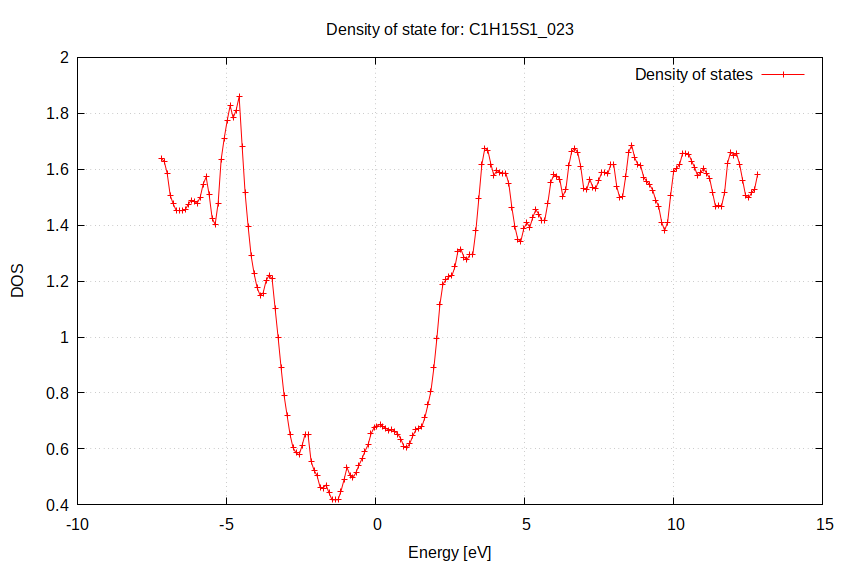 Density of state for: C1H15S1_023
Density of states
DOS
2
1.8
1.6
1.4
1.2
1
0.8
0.6
0.4
-10 -5 0 5 10 15
Energy [eV]